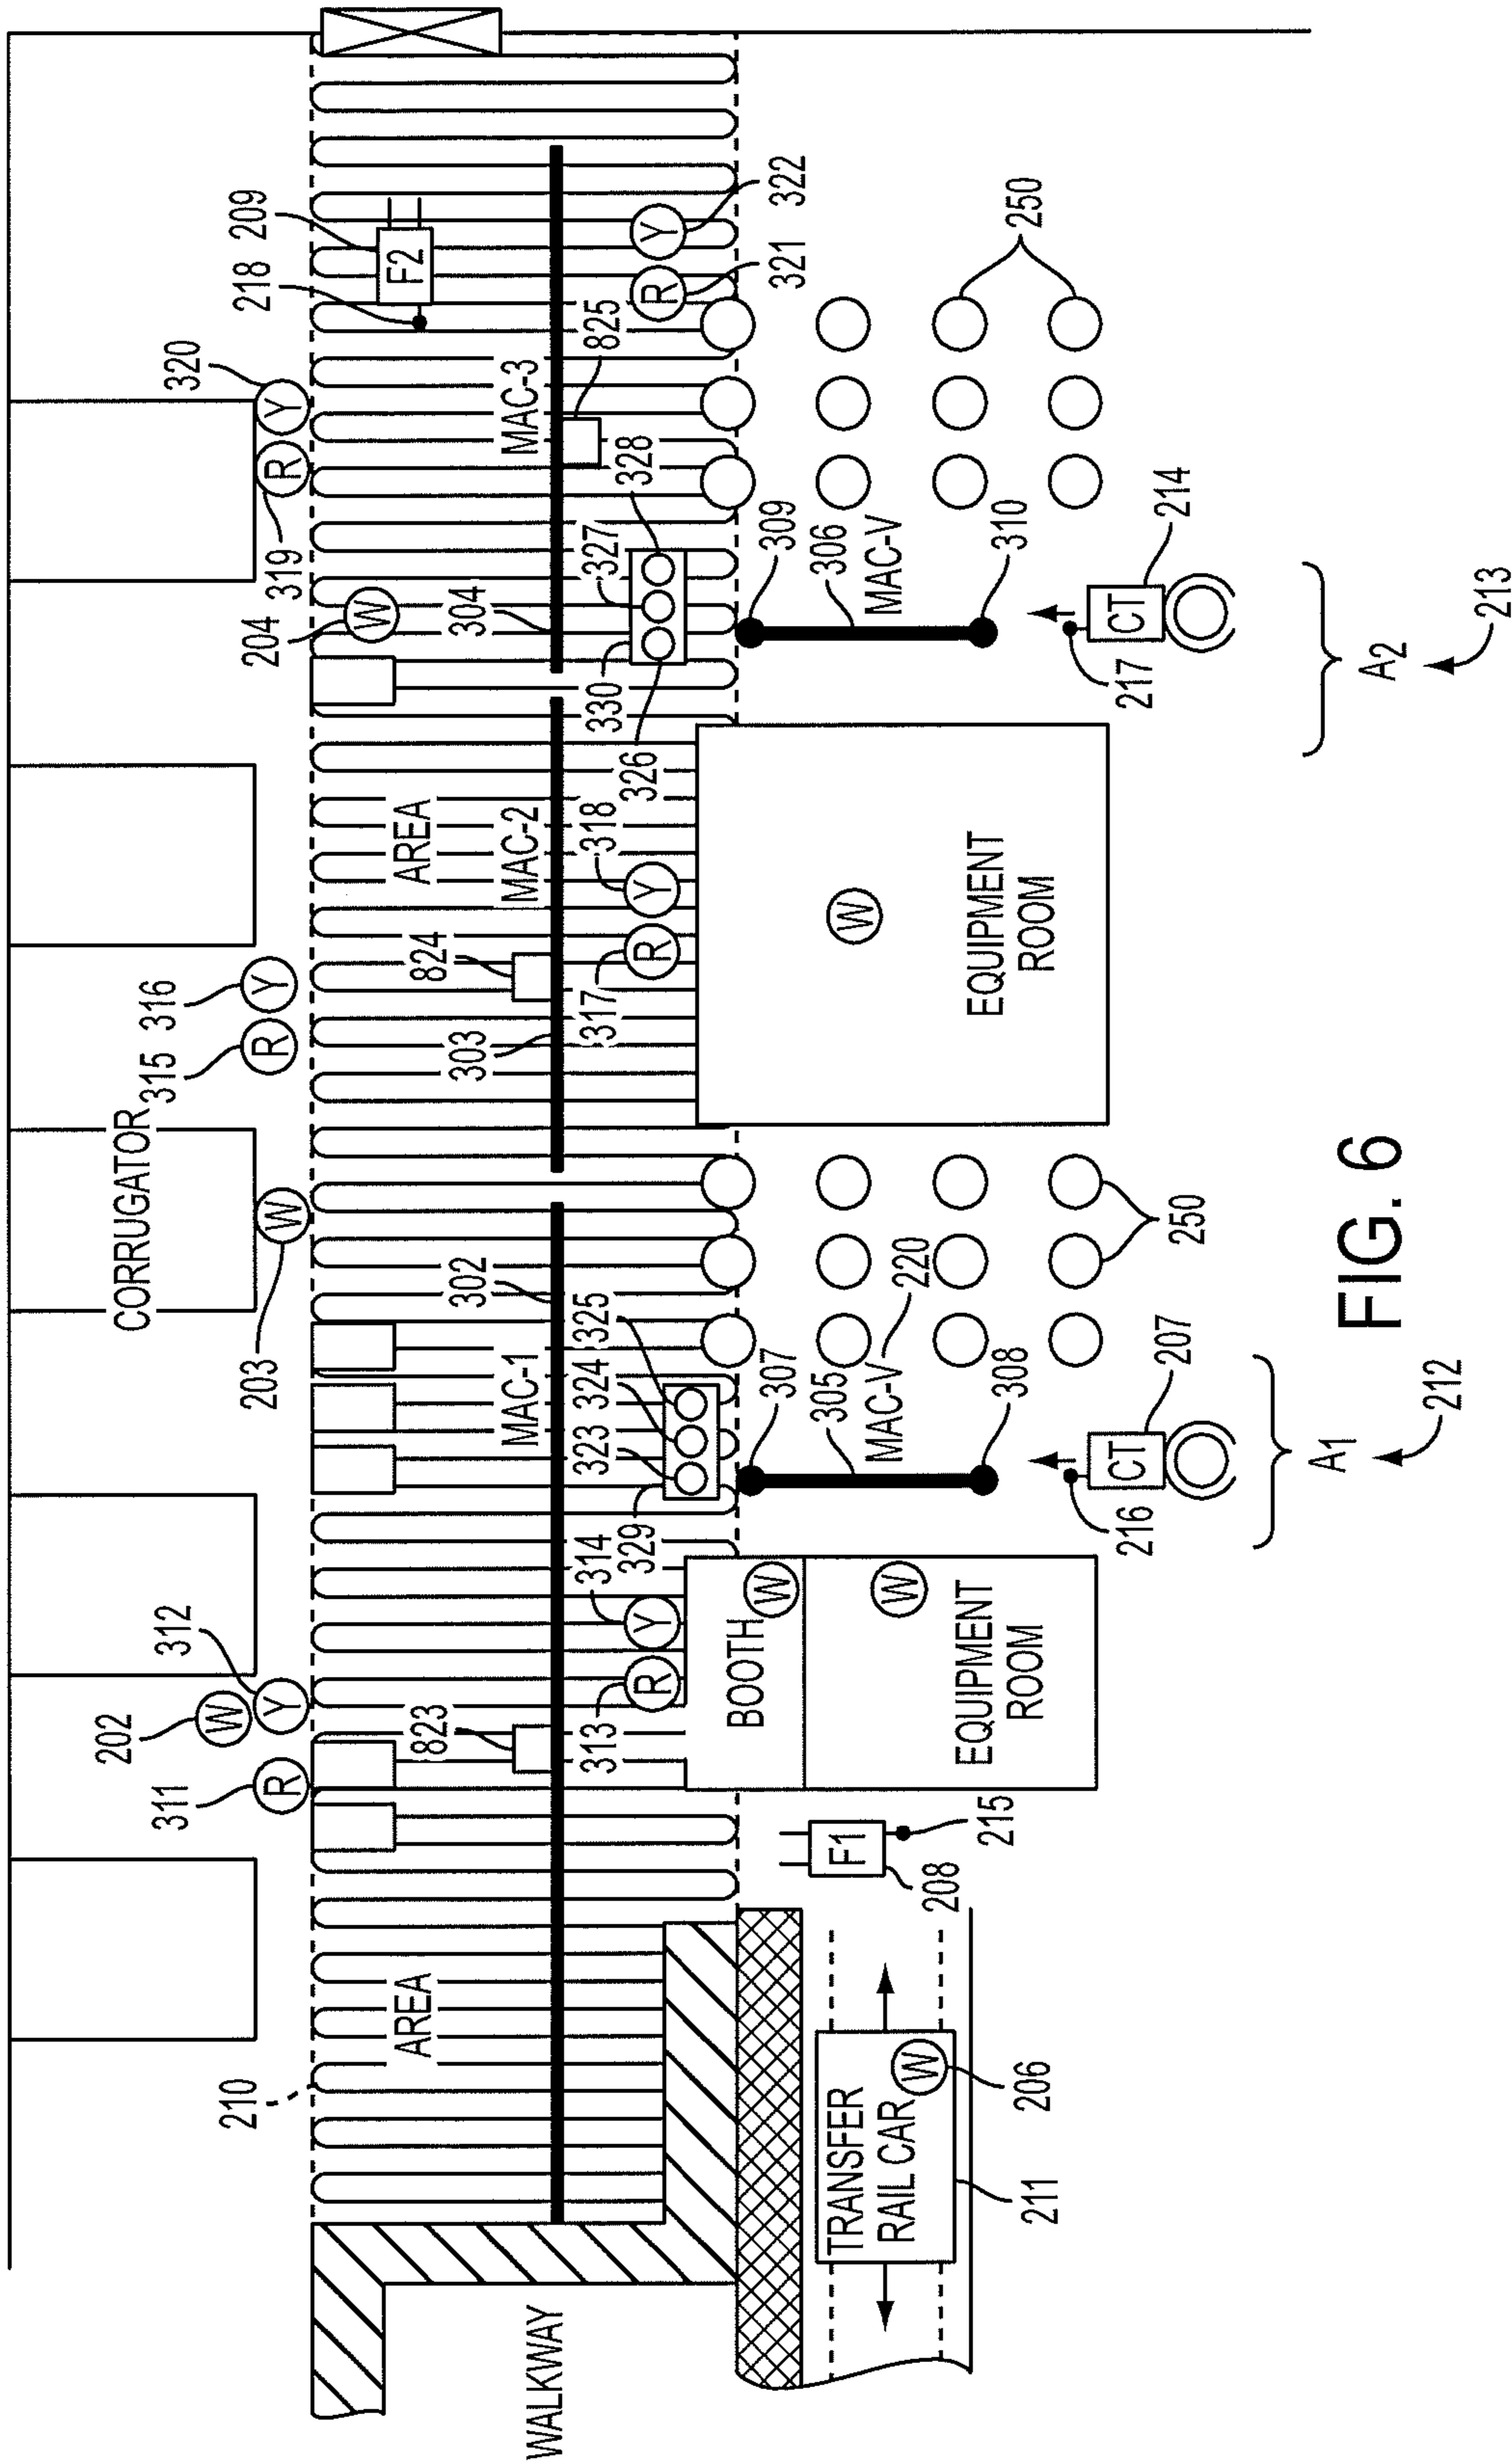 CORRUGATOR
202
312
315
316
320
311
W
203
204
319
209
218
R
Y
W
R
Y
R
Y
210
W
AREA
AREA
F2
823
302
824
303
304
WALKWAY
MAC-1
MAC-2
MAC-3
313
314
323
324
325
317
318
330
327
825
329
326
328
R
Y
R
Y
R
Y
321
322
BOOTH
W
307
309
TRANSFER
RAIL CAR
W
F1
305
306
MAC-V
220
MAC-V
W
W
208
215
EQUIPMENT
ROOM
EQUIPMENT
ROOM
308
310
250
206
211
216
CT
207
217
CT
214
250
A1
212
A2
213
FIG. 6